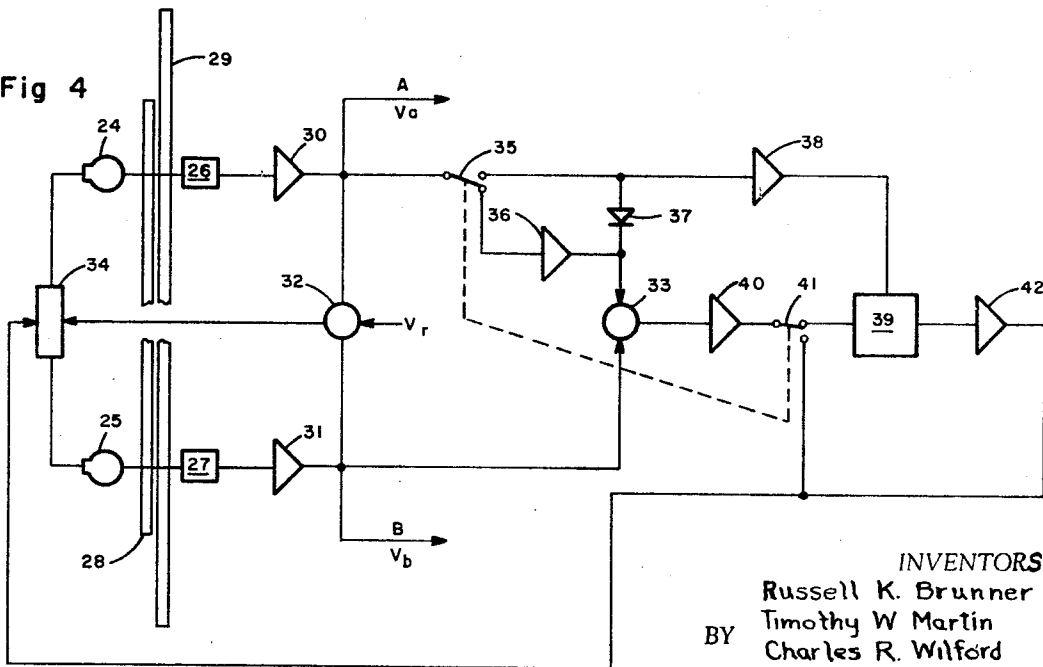 Fig 4
29
24
26
30
A
Va
35
38
36
37
34
32
Vr
33
40
41
39
42
25
27
31
28
B
Vb
INVENTORS
Russell K. Brunner
BY Timothy W Martin
Charles R. Wilford